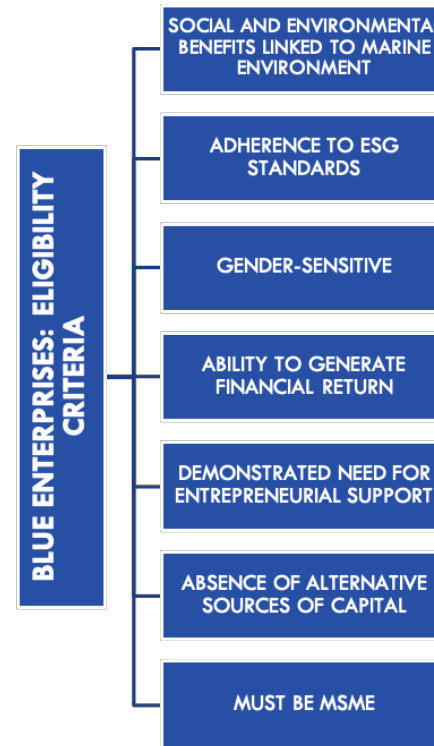 BLUE ENTERPRISES: ELIGIBILITY
CRITERIA
SOCIAL AND ENVIRONMENTA
BENEFITS LINKED TO MARINE
ENVIRONMENT
ADHERENCE TO ESG
STANDARDS
GENDER-SENSITIVE
ABILITY TO GENERATE
FINANCIAL RETURN
DEMONSTRATED NEED FOR
ENTREPRENEURIAL SUPPORT
ABSENCE OF ALTERNATIVE
SOURCES OF CAPITAL
MUST BE MSME